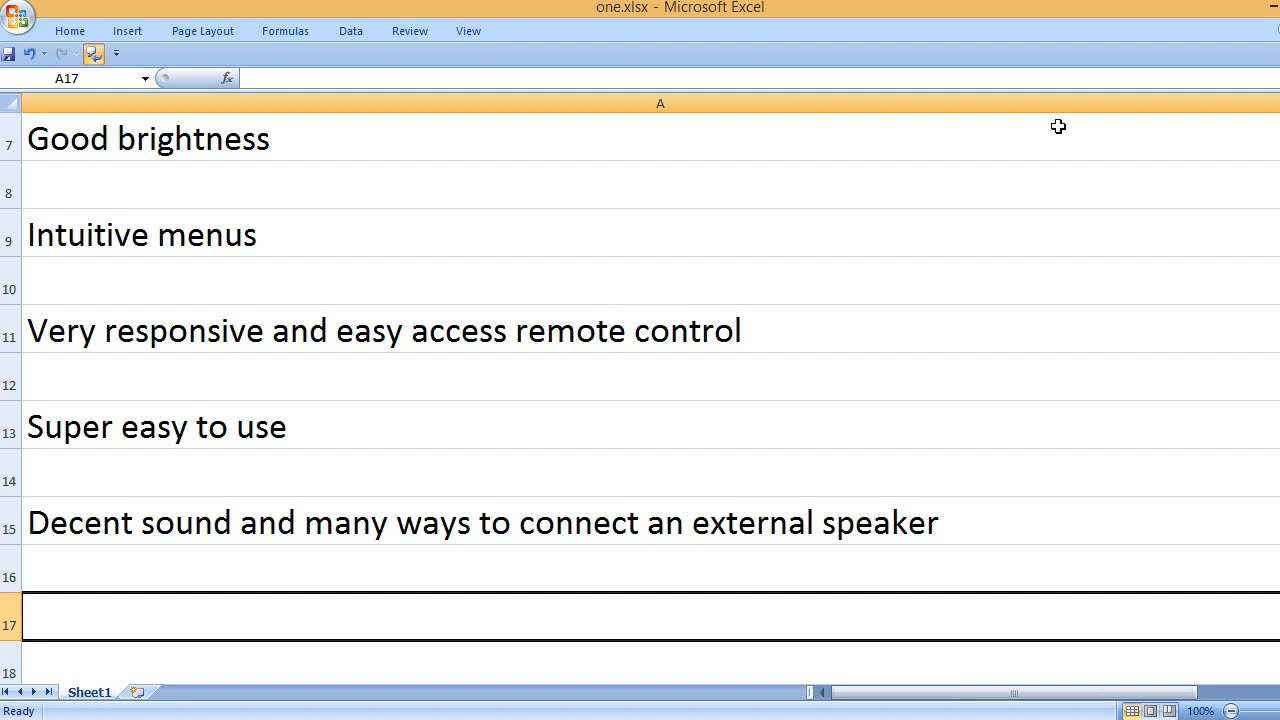 one.xlsx - Microsoft Excel
Home Insert Page Layout Formulas Data Review View
A17 fx
A
7 Good brightness
8
9 Intuitive menus
10
11 Very responsive and easy access remote control
12
13 Super easy to use
14
15 Decent sound and many ways to connect an external speaker
16
17
18
Sheet1
Ready 100%